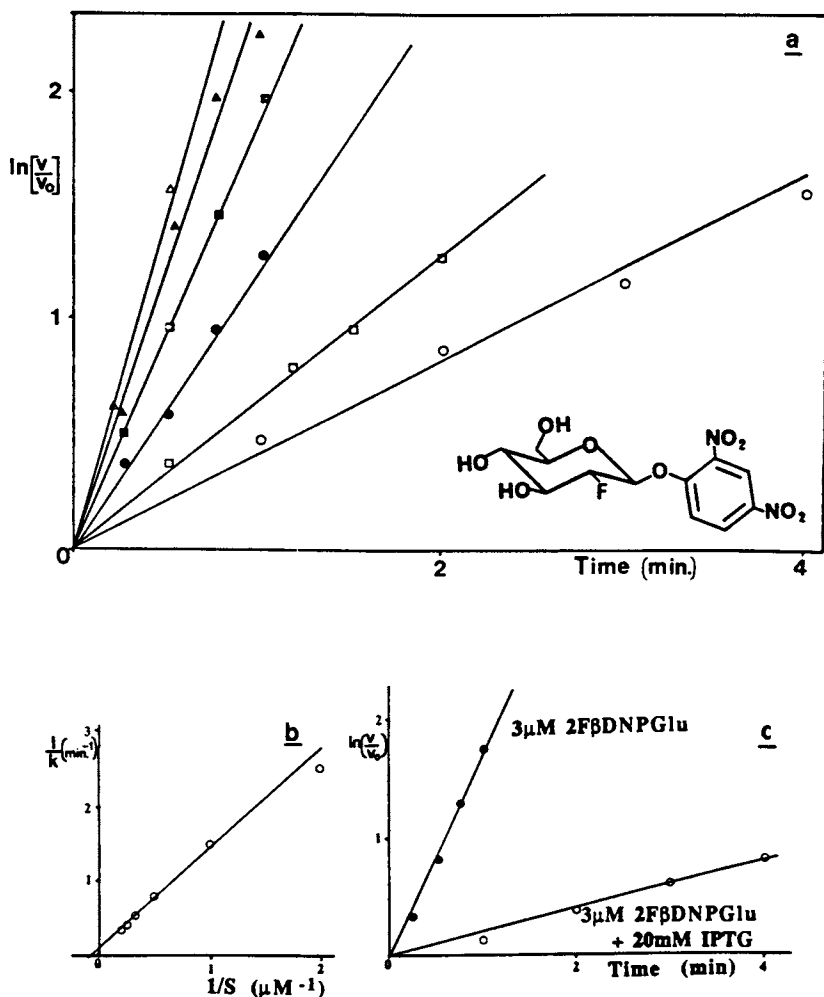 a
2
ln[v/v₀]
1
0
2
4
Time (min.)
OH
O
HO
HO
F
O
NO₂
NO₂
b
3
1/k (min⁻¹)
2
1
0
1
2
1/S (μM⁻¹)
c
2
ln(v/v₀)
1
3μM 2FβDNPGlu
3μM 2FβDNPGlu
+ 20mM IPTG
0
2
4
Time (min)